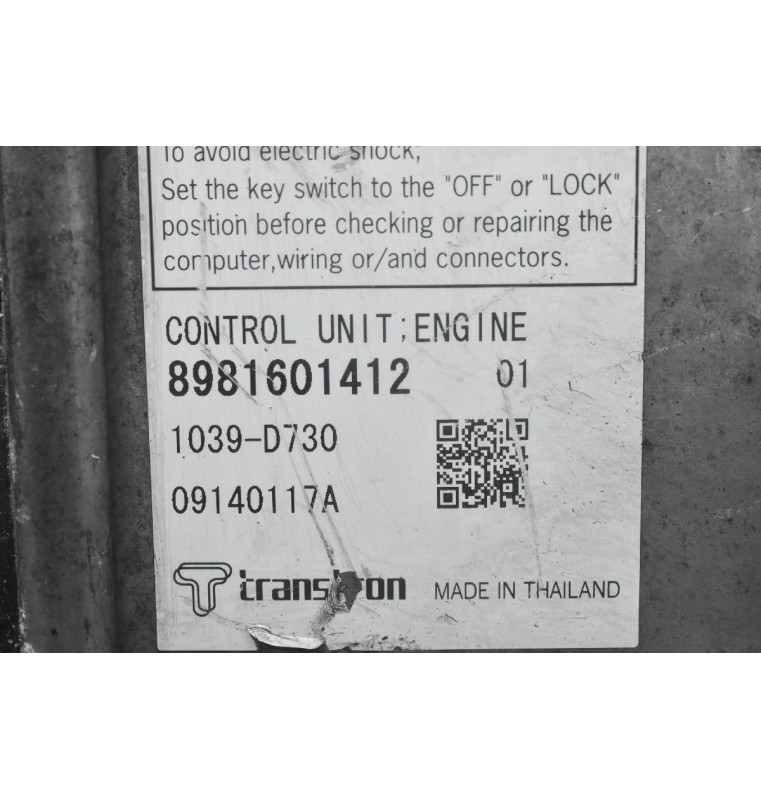 To avoid electric shock,
Set the key switch to the "OFF" or "LOCK"
position before checking or repairing the
computer,wiring or/and connectors.
CONTROL UNIT;ENGINE
8981601412 01
1039-D730
09140117A
transtron MADE IN THAILAND